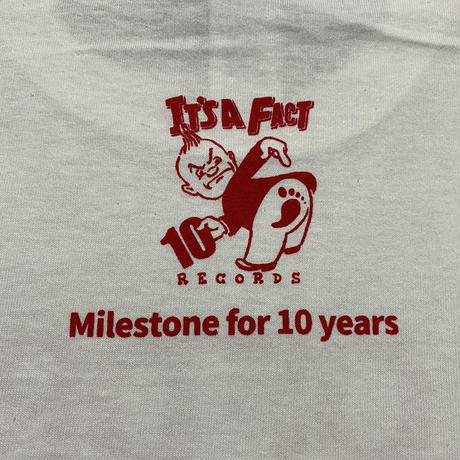 IT'S A FACT
10
RECORDS
Milestone for 10 years